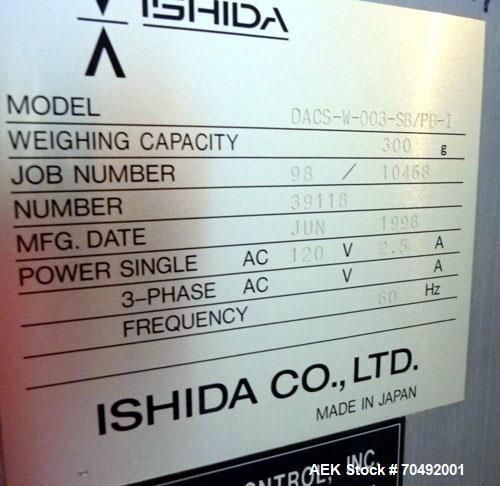 ISHIDA
MODEL DACS-W-003-SB/PB-I
WEIGHING CAPACITY 300 g
JOB NUMBER 98 / 10468
NUMBER 39118
MFG. DATE JUN 1998
POWER SINGLE AC 120 V 2.5 A
3-PHASE AC V A
FREQUENCY 60 Hz
ISHIDA CO., LTD.
MADE IN JAPAN
CONTROL, INC
AEK Stock # 70492001